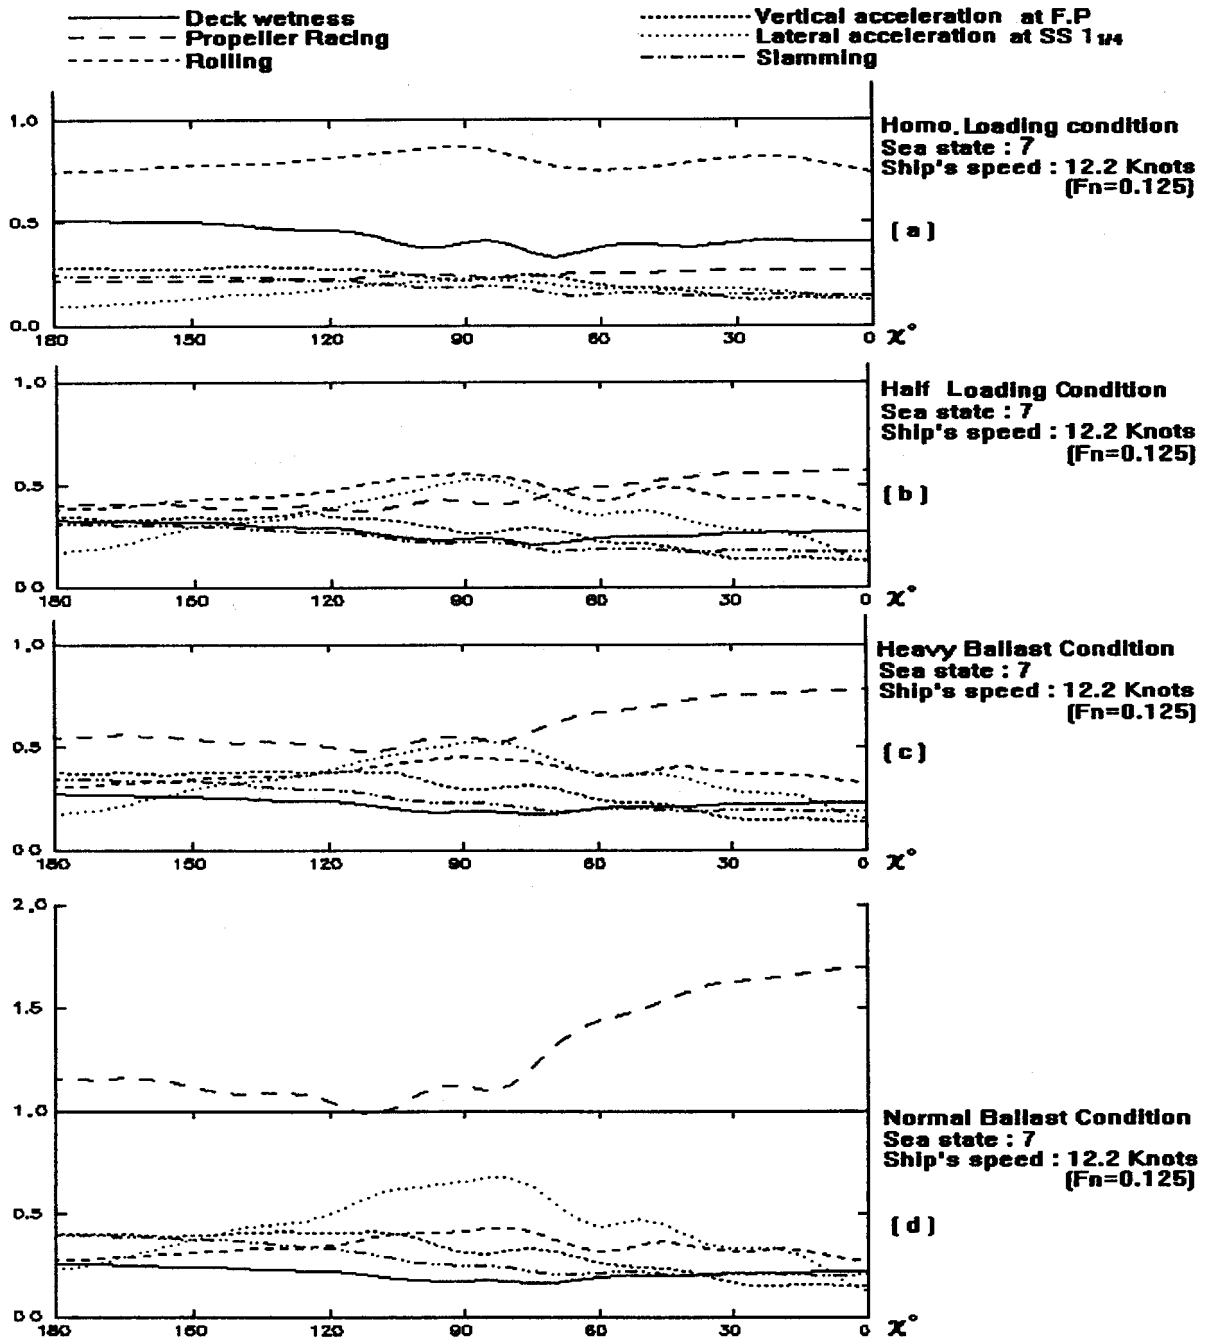 Deck wetness
Propeller Racing
Rolling
Vertical acceleration at F.P
Lateral acceleration at SS 1 1/4
Slamming
1.0
0.5
0.0
180 150 120 90 60 30 0 χ°
Homo. Loading condition
Sea state : 7
Ship's speed : 12.2 Knots
(Fn=0.125)
[a]
1.0
0.5
0.0
180 150 120 90 60 30 0 χ°
Half Loading Condition
Sea state : 7
Ship's speed : 12.2 Knots
(Fn=0.125)
[b]
1.0
0.5
0.0
180 150 120 90 60 30 0 χ°
Heavy Ballast Condition
Sea state : 7
Ship's speed : 12.2 Knots
(Fn=0.125)
[c]
2.0
1.5
1.0
0.5
0.0
180 150 120 90 60 30 0 χ°
Normal Ballast Condition
Sea state : 7
Ship's speed : 12.2 Knots
(Fn=0.125)
[d]